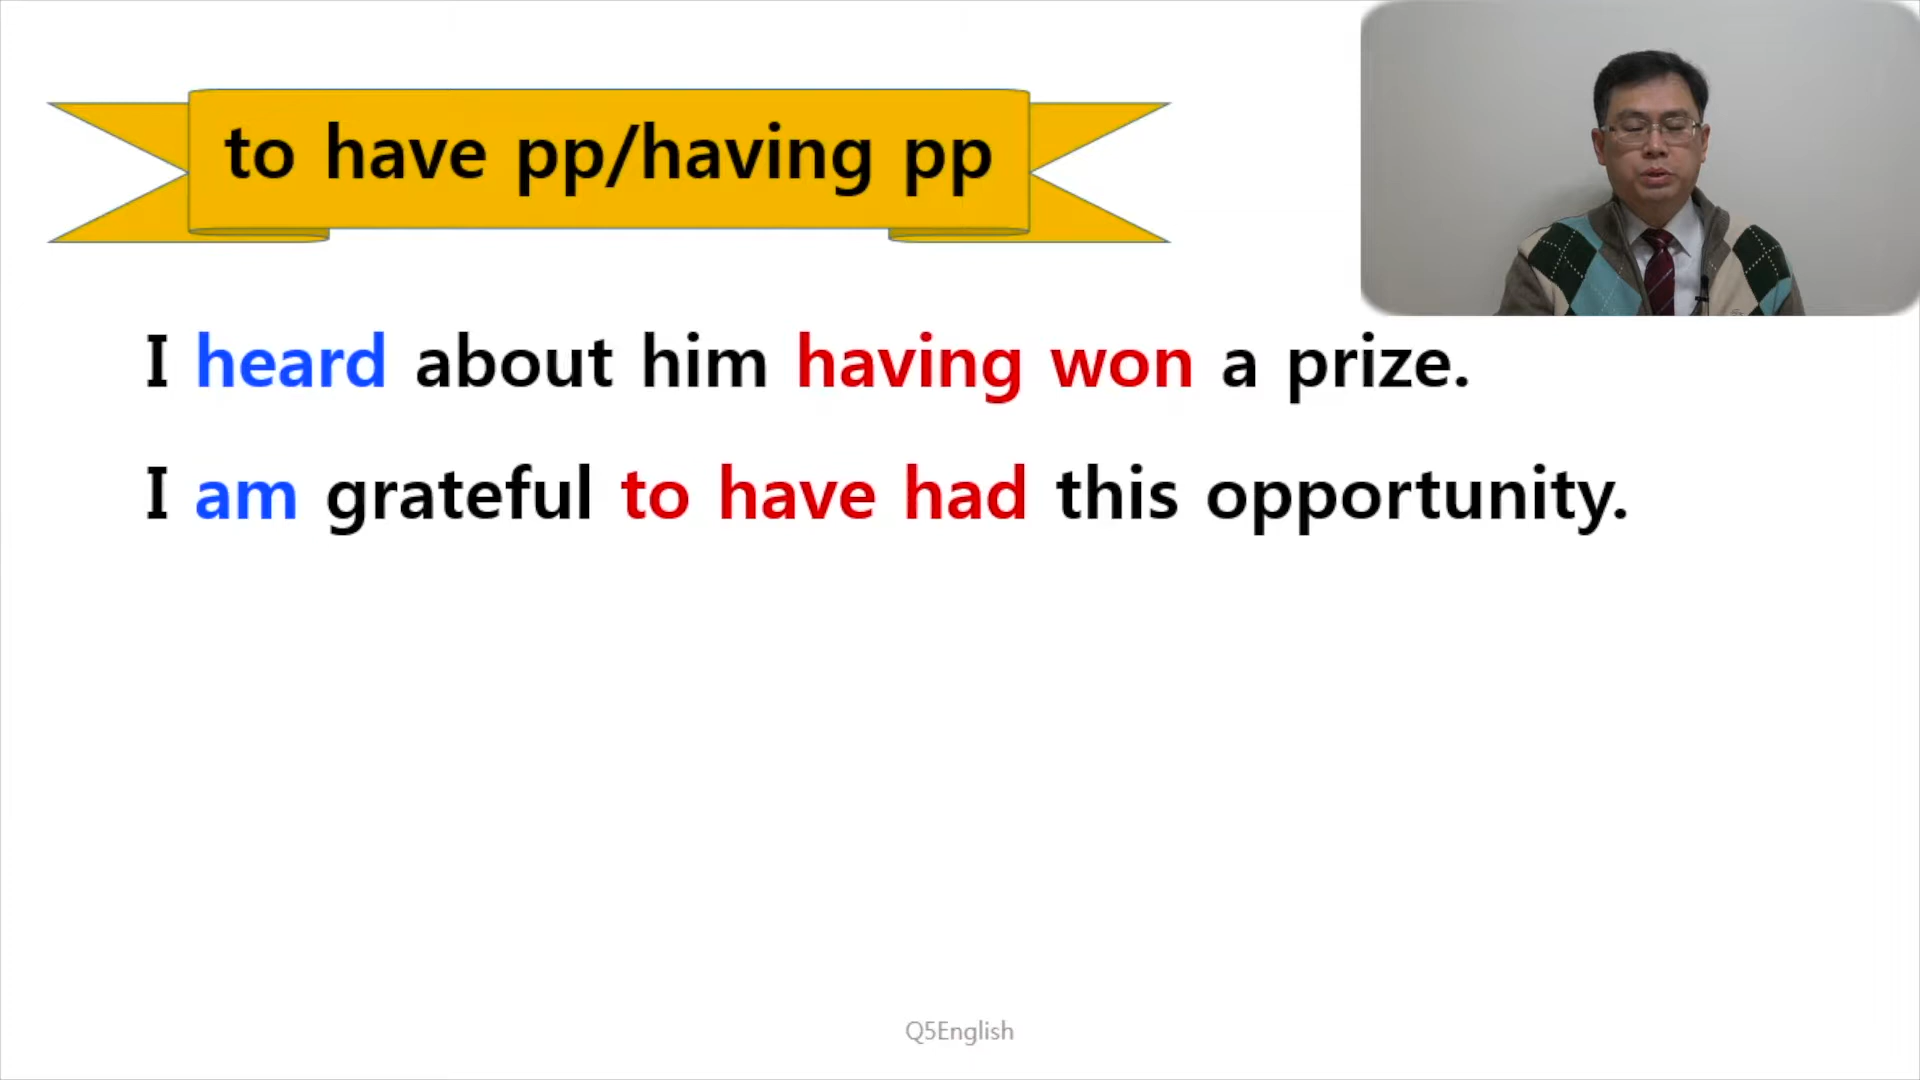 to have pp/having pp
I heard about him having won a prize.
I am grateful to have had this opportunity.
Q5English